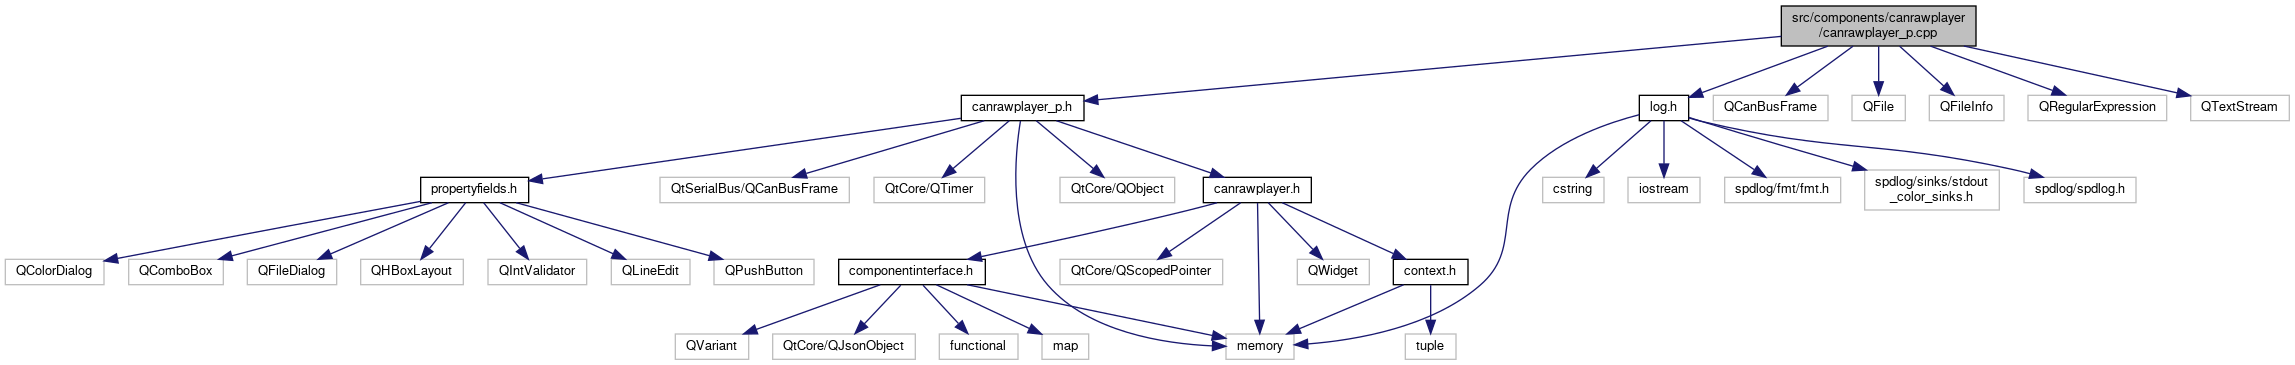 src/components/canrawplayer
/canrawplayer_p.cpp
canrawplayer_p.h
log.h
QCanBusFrame
QFile
QFileInfo
QRegularExpression
QTextStream
propertyfields.h
QtSerialBus/QCanBusFrame
QtCore/QTimer
QtCore/QObject
canrawplayer.h
cstring
iostream
spdlog/fmt/fmt.h
spdlog/sinks/stdout
_color_sinks.h
spdlog/spdlog.h
QColorDialog
QComboBox
QFileDialog
QHBoxLayout
QIntValidator
QLineEdit
QPushButton
componentinterface.h
QtCore/QScopedPointer
QWidget
context.h
QVariant
QtCore/QJsonObject
functional
map
memory
tuple